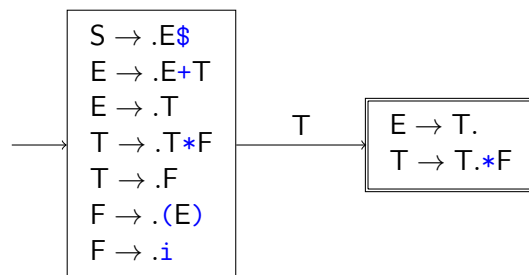 S → .E$
E → .E+T
E → .T
T → .T*F
T → .F
F → .(E)
F → .i
T
E → T.
T → T.*F